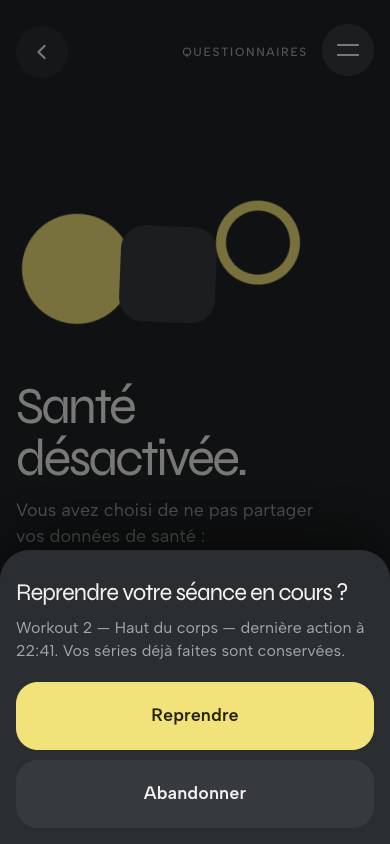 QUESTIONNAIRES
Santé
désactivée.
Vous avez choisi de ne pas partager
vos données de santé :
Reprendre votre séance en cours ?
Workout 2 — Haut du corps — dernière action à
22:41. Vos séries déjà faites sont conservées.
Reprendre
Abandonner